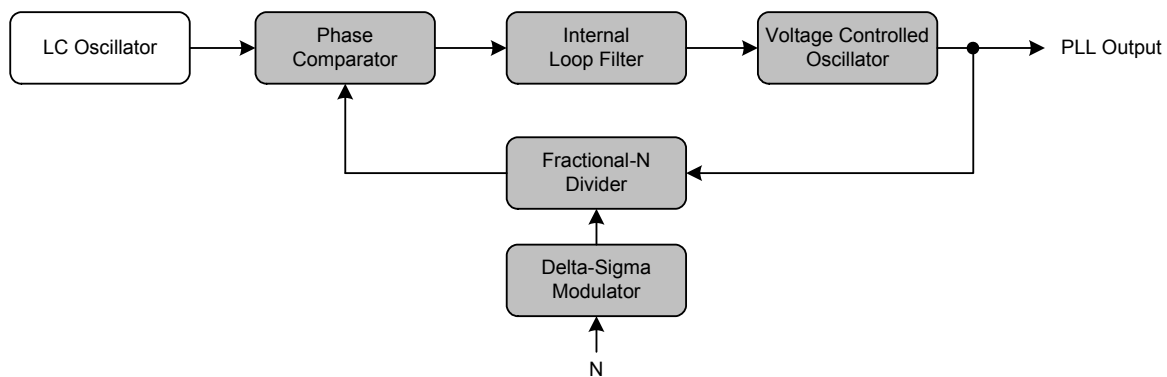 LC Oscillator
Phase
Comparator
Internal
Loop Filter
Voltage Controlled
Oscillator
PLL Output
Fractional-N
Divider
Delta-Sigma
Modulator
N